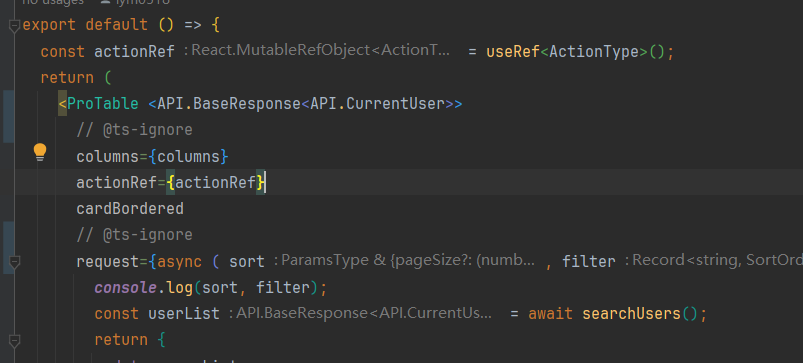 no usages
export default () => {
const actionRef : React.MutableRefObject<ActionT… = useRef<ActionType>();
return (
<ProTable <API.BaseResponse<API.CurrentUser>>
// @ts-ignore
columns={columns}
actionRef={actionRef}
cardBordered
// @ts-ignore
request={async ( sort : ParamsType & {pageSize?: (numb… , filter : Record<string, SortOrd
console.log(sort, filter);
const userList : API.BaseResponse<API.CurrentUs… = await searchUsers();
return {